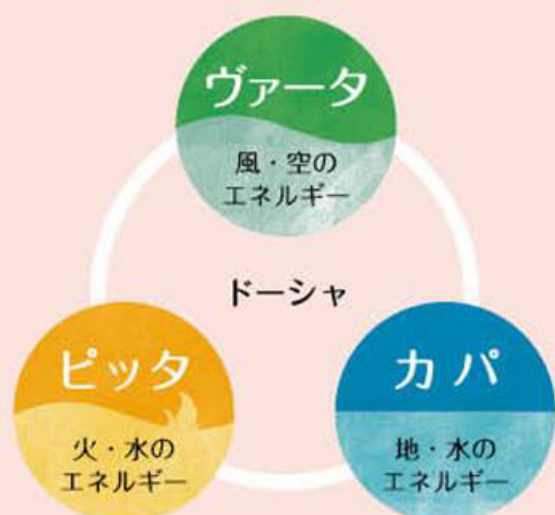 ヴァータ
風・空の
エネルギー
ドーシャ
ピッタ
火・水の
エネルギー
カパ
地・水の
エネルギー